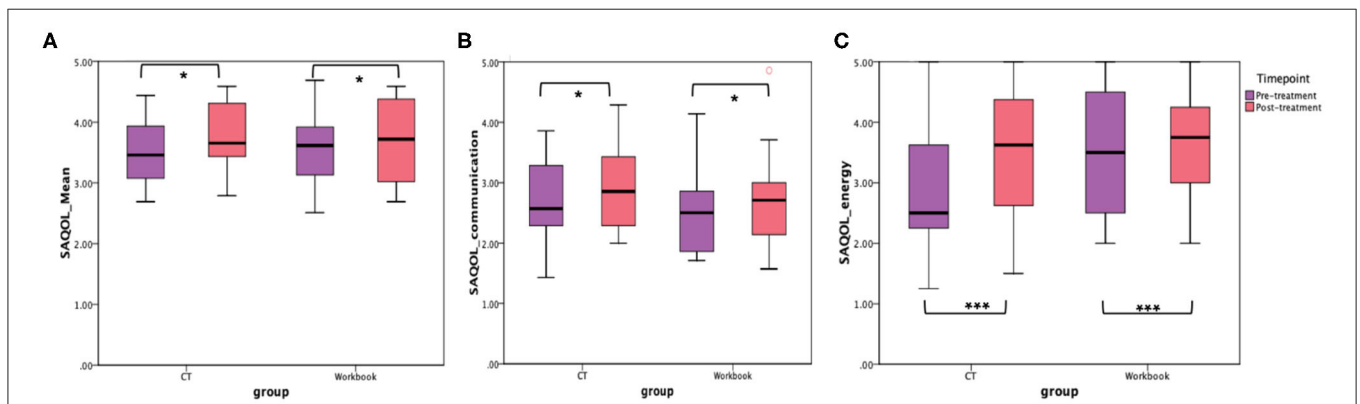 A
SAQOL_Mean
5.00
4.00
3.00
2.00
1.00
.00
*
*
CT
Workbook
group
B
SAQOL_communication
5.00
4.00
3.00
2.00
1.00
.00
*
*
CT
Workbook
group
C
SAQOL_energy
5.00
4.00
3.00
2.00
1.00
.00
***
***
CT
Workbook
group
Timepoint
Pre-treatment
Post-treatment